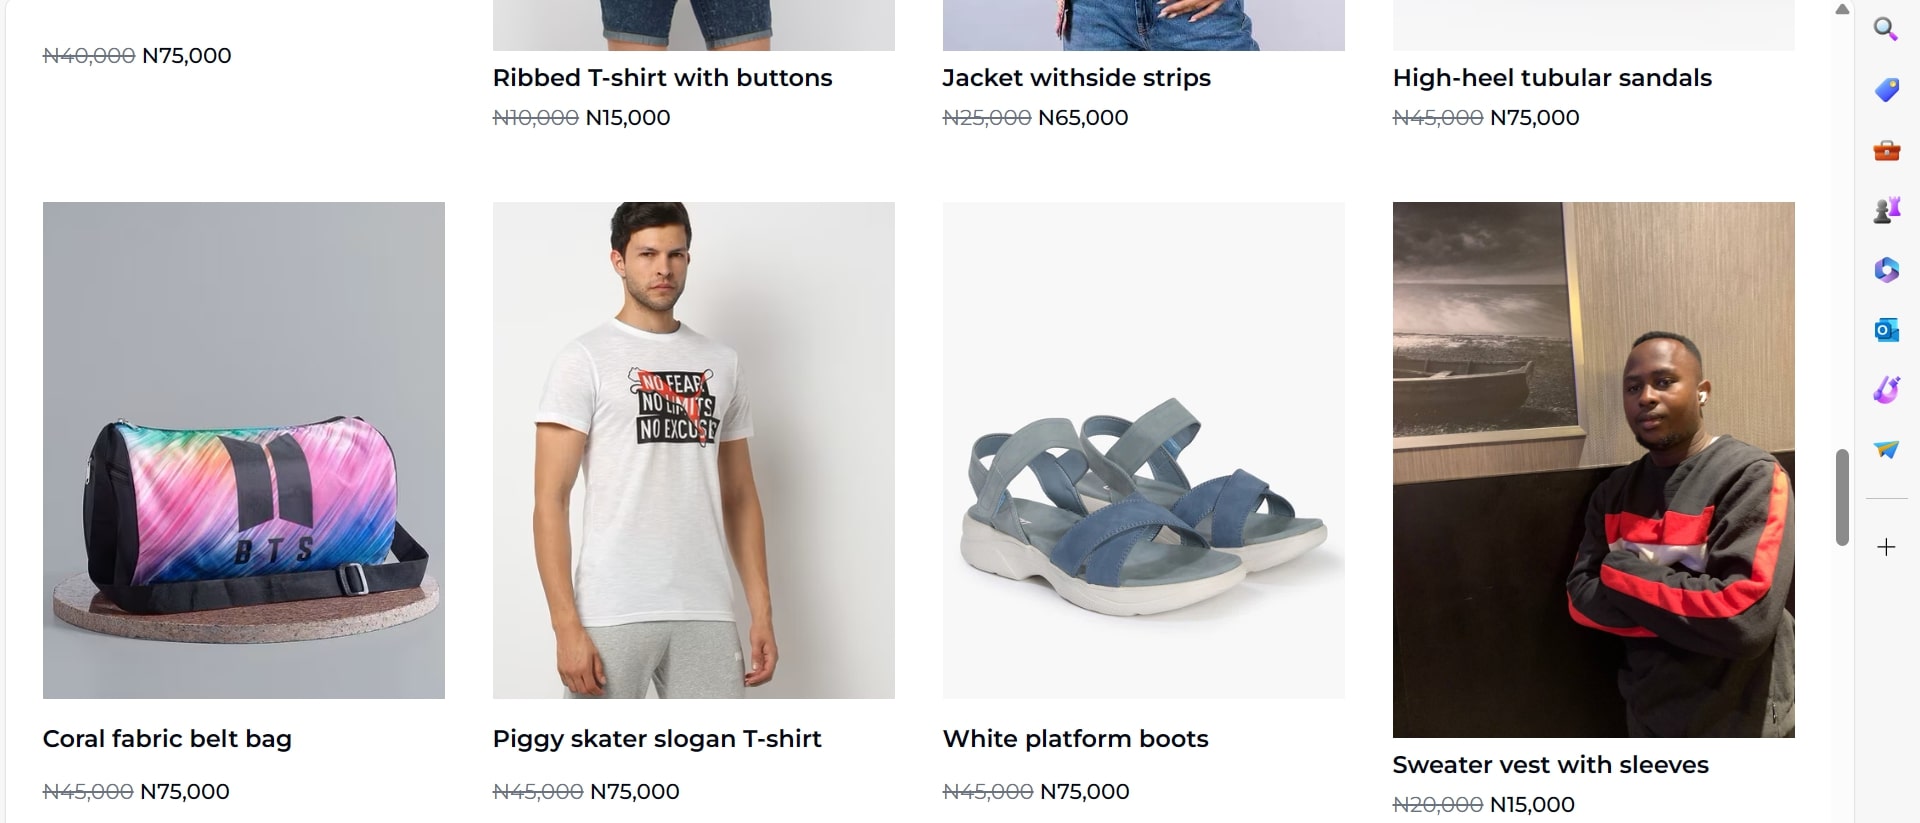 N40,000 N75,000
Ribbed T-shirt with buttons
N10,000 N15,000
Jacket withside strips
N25,000 N65,000
High-heel tubular sandals
N45,000 N75,000
BTS
Coral fabric belt bag
N45,000 N75,000
NO FEAR
NO LIMITS
NO EXCUSE
Piggy skater slogan T-shirt
N45,000 N75,000
White platform boots
N45,000 N75,000
Sweater vest with sleeves
N20,000 N15,000